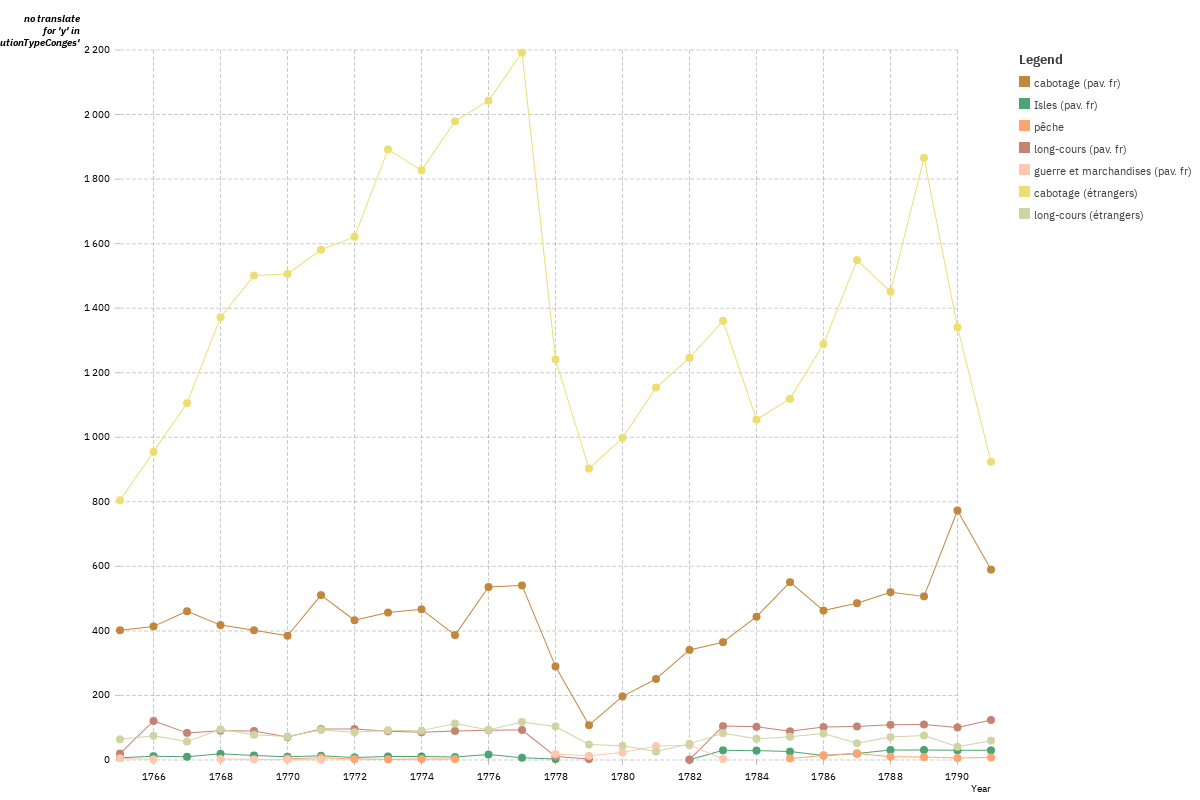 no translate
for 'y' in
utionTypeConges'
2 200
2 000
1 800
1 600
1 400
1 200
1 000
800
600
400
200
0
1766 1768 1770 1772 1774 1776 1778 1780 1782 1784 1786 1788 1790
Year
Legend
cabotage (pav. fr)
Isles (pav. fr)
pêche
long-cours (pav. fr)
guerre et marchandises (pav. fr)
cabotage (étrangers)
long-cours (étrangers)